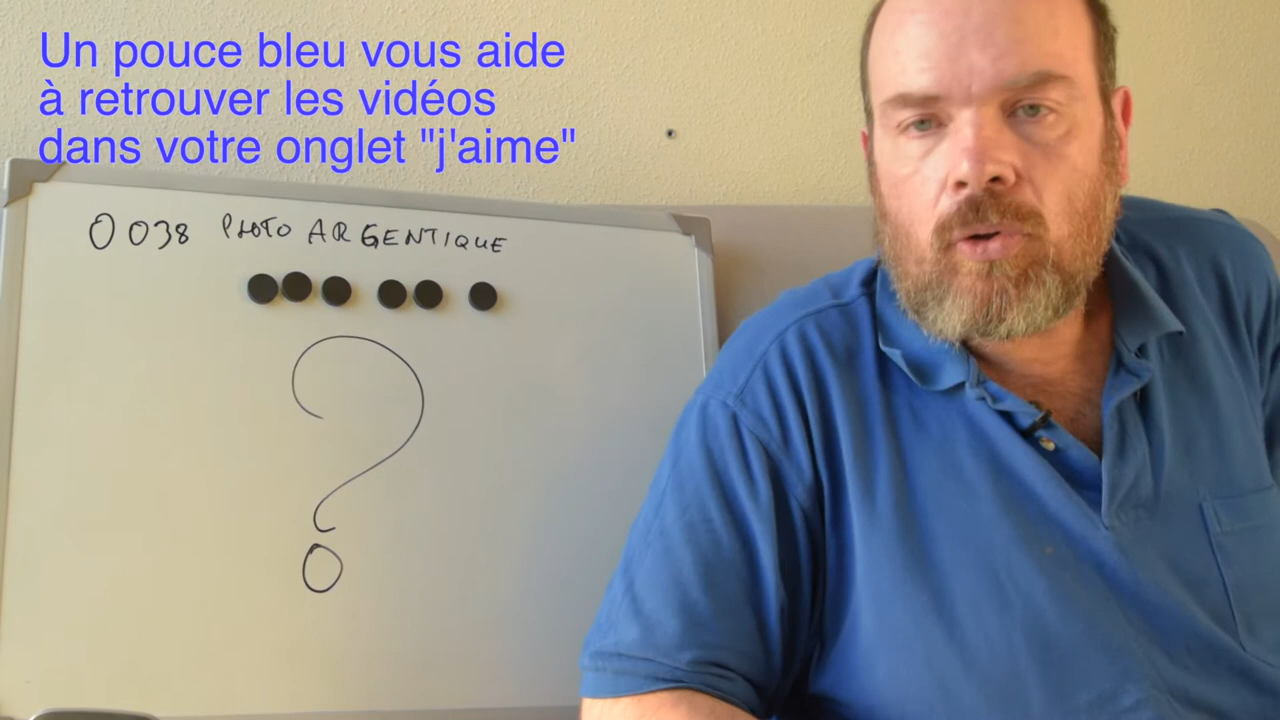 Un pouce bleu vous aide
à retrouver les vidéos
dans votre onglet "j'aime"
0038 PHOTO ARGENTIQUE
?